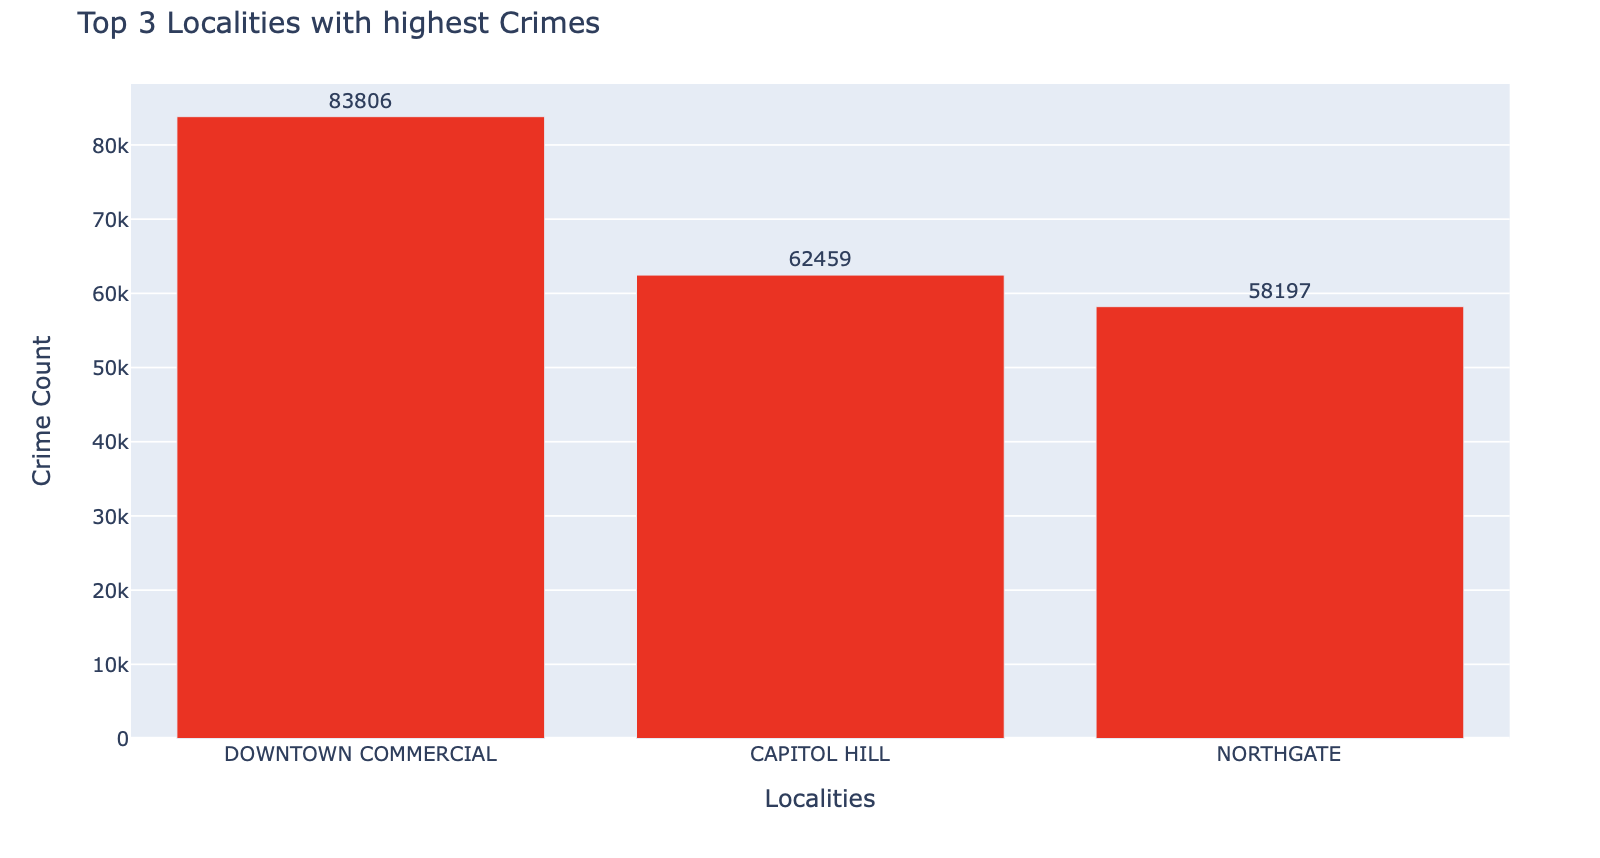 Top 3 Localities with highest Crimes
83806
62459
58197
80k
70k
60k
50k
40k
30k
20k
10k
0
Crime Count
DOWNTOWN COMMERCIAL
CAPITOL HILL
NORTHGATE
Localities